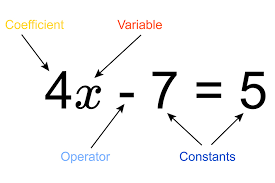 Coefficient Variable
4x - 7 = 5
Operator Constants